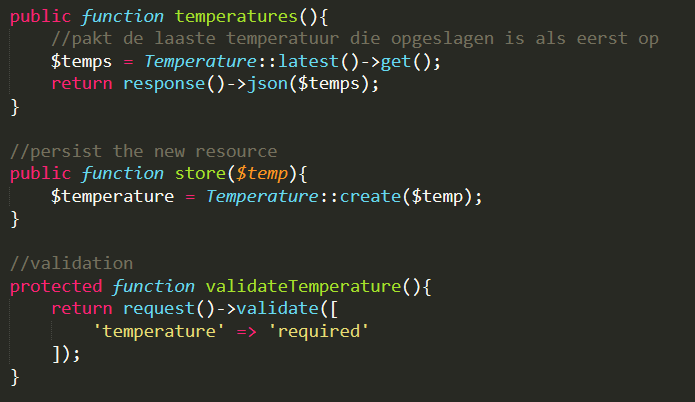 public function temperatures(){
    //pakt de laaste temperatuur die opgeslagen is als eerst op
    $temps = Temperature::latest()->get();
    return response()->json($temps);
}

//persist the new resource
public function store($temp){
    $temperature = Temperature::create($temp);
}

//validation
protected function validateTemperature(){
    return request()->validate([
        'temperature' => 'required'
    ]);
}